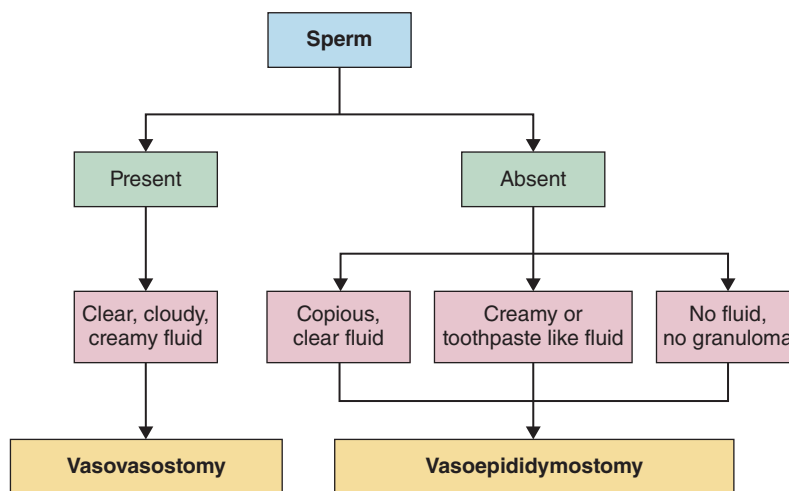 Sperm
Present
Absent
Clear, cloudy,
creamy fluid
Copious,
clear fluid
Creamy or
toothpaste like fluid
No fluid,
no granuloma
Vasovasostomy
Vasoepididymostomy